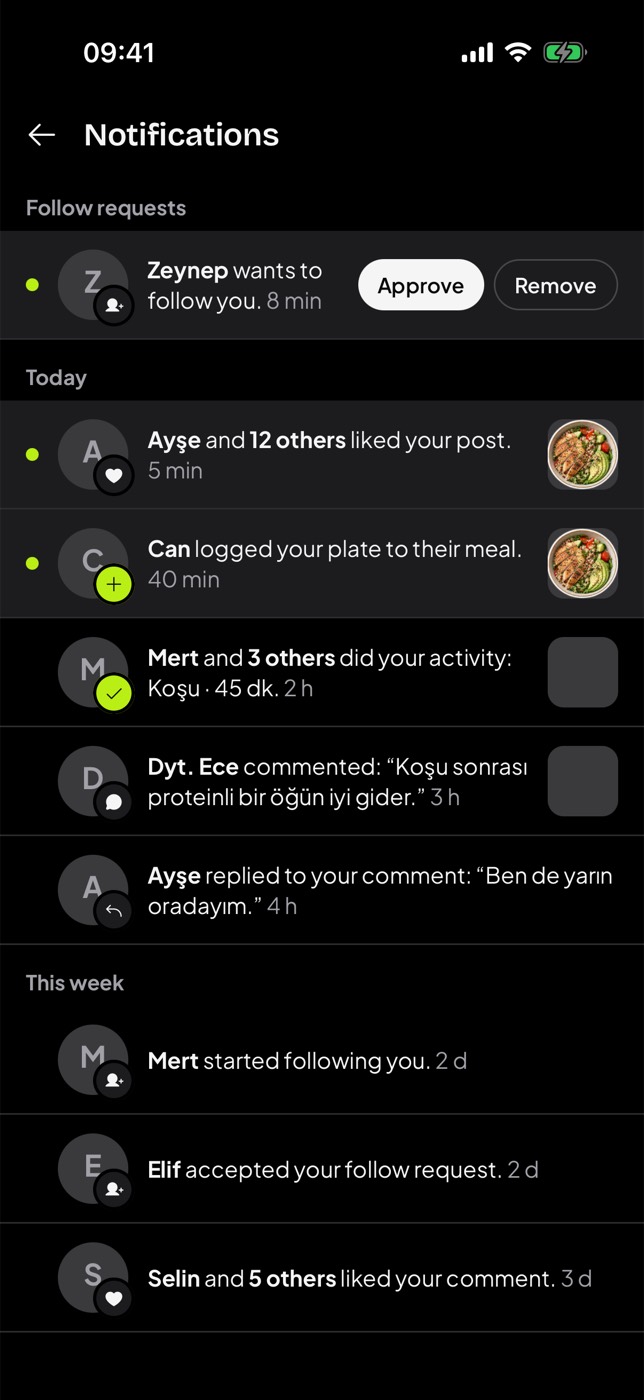 09:41
Notifications
Follow requests
Z
Zeynep wants to
follow you. 8 min
Approve
Remove
Today
A
Ayşe and 12 others liked your post.
5 min
C
Can logged your plate to their meal.
40 min
M
Mert and 3 others did your activity:
Koşu · 45 dk. 2 h
D
Dyt. Ece commented: “Koşu sonrası
proteinli bir öğün iyi gider.” 3 h
A
Ayşe replied to your comment: “Ben de yarın
oradayım.” 4 h
This week
M
Mert started following you. 2 d
E
Elif accepted your follow request. 2 d
S
Selin and 5 others liked your comment. 3 d